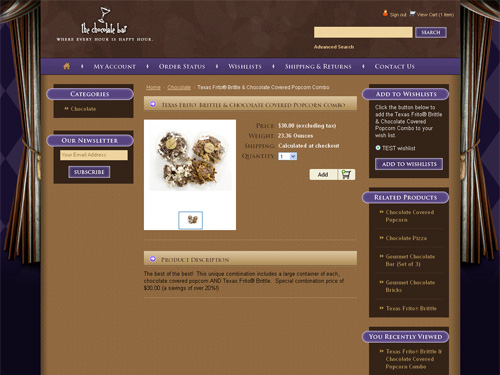 the chocolate bar
WHERE EVERY HOUR IS HAPPY HOUR.
Sign out View Cart (1 Item)
SEARCH
Advanced Search
My Account Order Status Wishlists Shipping & Returns Contact Us
Categories
Chocolate
Our Newsletter
Your Email Address
SUBSCRIBE
Home Chocolate Texas Frito® Brittle & Chocolate Covered Popcorn Combo
Texas Frito® Brittle & Chocolate Covered Popcorn Combo
Price: $30.00 (excluding tax)
Weight: 23.36 Ounces
Shipping: Calculated at checkout
Quantity: 1
Add
Product Description
The best of the best! This unique combination includes a large container of each,
chocolate covered popcorn AND Texas Frito® Brittle. Special combination price of
$30.00 (a savings of over 20%!)
Add to Wishlists
Click the button below to
add the Texas Frito® Brittle
& Chocolate Covered
Popcorn Combo to your
wish list.
TEST wishlist
ADD TO WISHLISTS
Related Products
Chocolate Covered
Popcorn
Chocolate Pizza
Gourmet Chocolate
Bar (Set of 3)
Gourmet Chocolate
Bricks
Texas Frito® Brittle
You Recently Viewed
Texas Frito® Brittle &
Chocolate Covered
Popcorn Combo